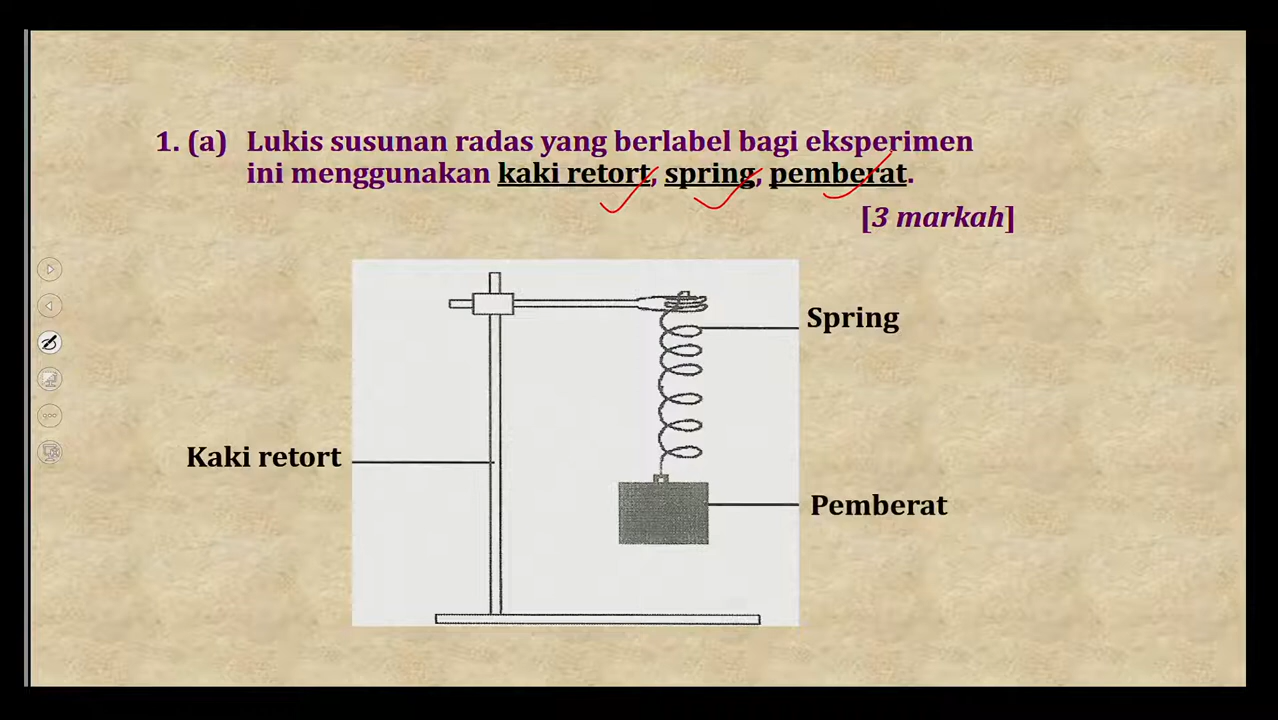 1. (a) Lukis susunan radas yang berlabel bagi eksperimen
ini menggunakan kaki retort, spring, pemberat.
[3 markah]
Spring
Kaki retort
Pemberat